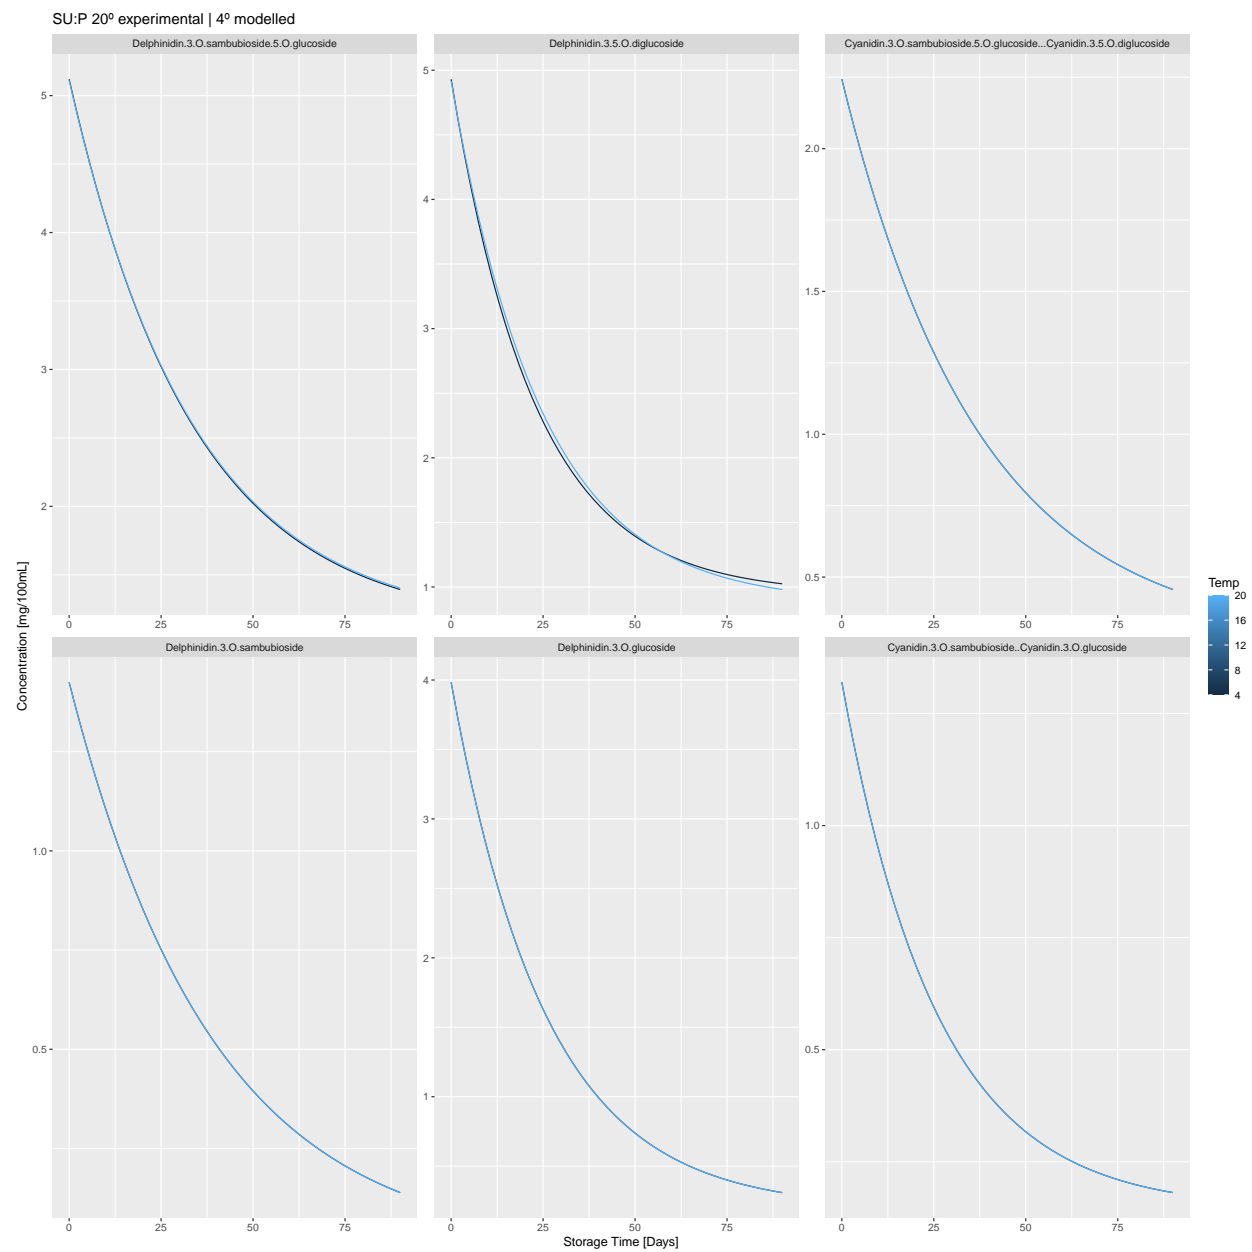 SU:P 20º experimental | 4º modelled
Delphinidin.3.O.sambubioside.5.O.glucoside
Delphinidin.3.5.O.diglucoside
Cyanidin.3.O.sambubioside.5.O.glucoside...Cyanidin.3.5.O.diglucoside
5
4
3
2
0 25 50 75
5
4
3
2
1
0 25 50 75
2.0
1.5
1.0
0.5
0 25 50 75
Delphinidin.3.O.sambubioside
Delphinidin.3.O.glucoside
Cyanidin.3.O.sambubioside..Cyanidin.3.O.glucoside
1.0
0.5
0 25 50 75
4
3
2
1
0 25 50 75
1.0
0.5
0 25 50 75
Concentration [mg/100mL]
Storage Time [Days]
Temp
20
16
12
8
4